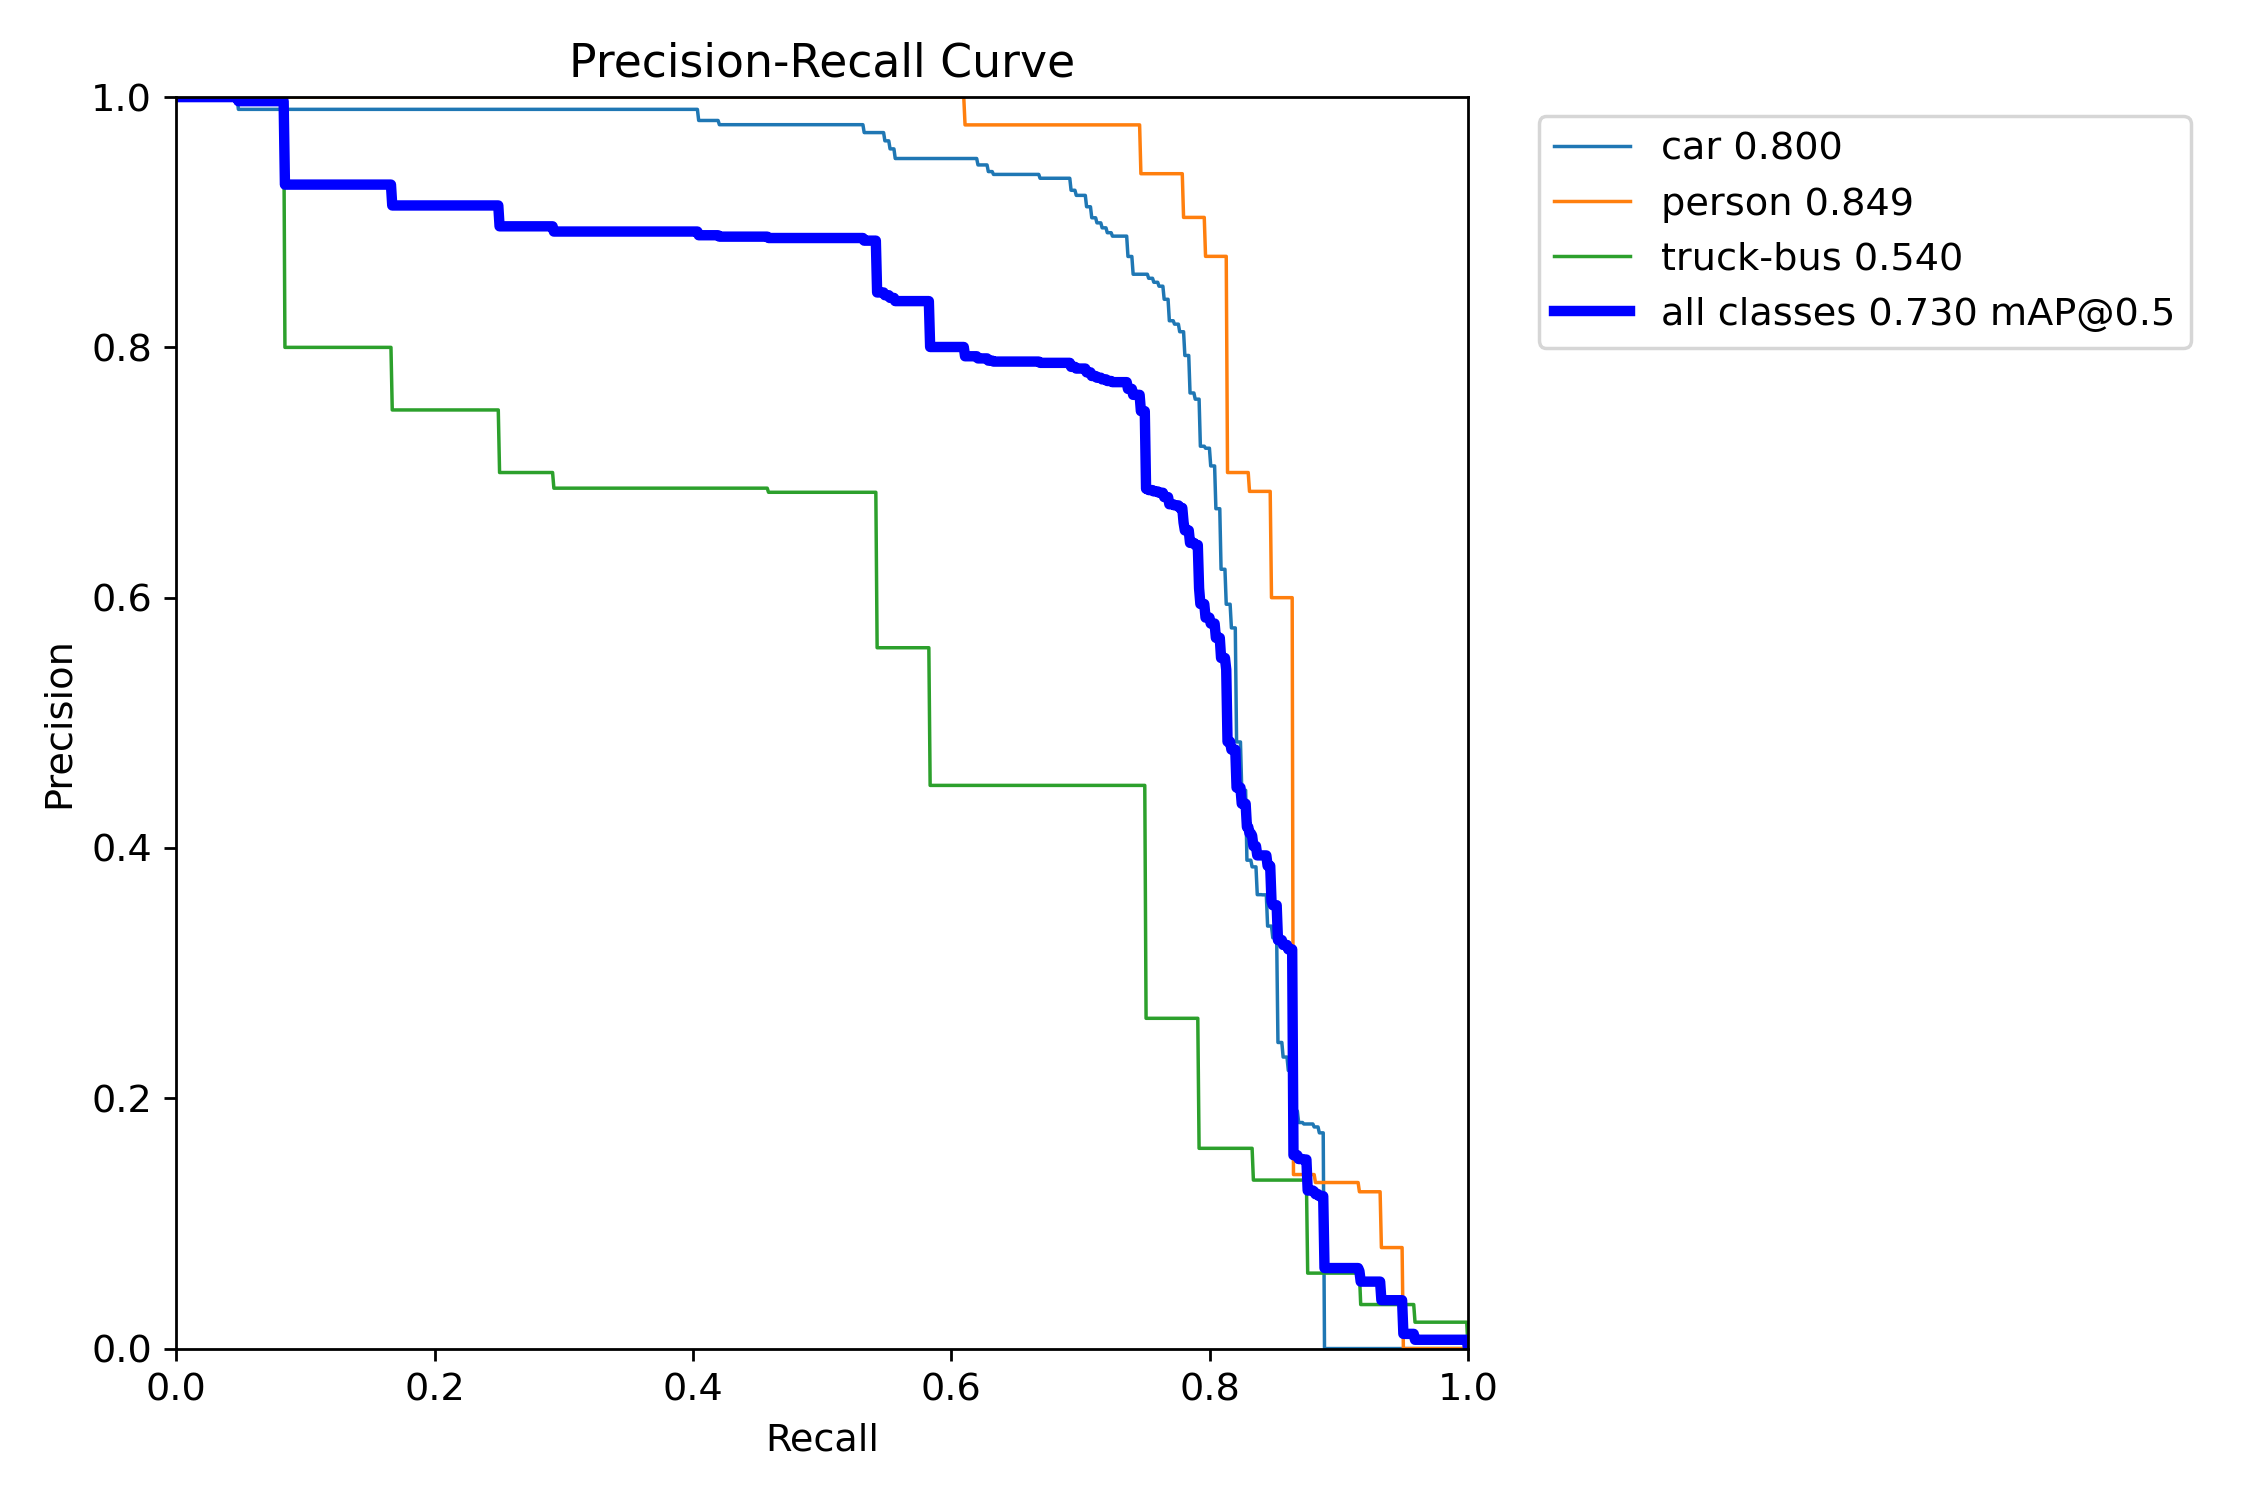 Precision-Recall Curve
1.0
0.8
0.6
0.4
0.2
0.0
Precision
0.0 0.2 0.4 0.6 0.8 1.0
Recall
car 0.800
person 0.849
truck-bus 0.540
all classes 0.730 mAP@0.5